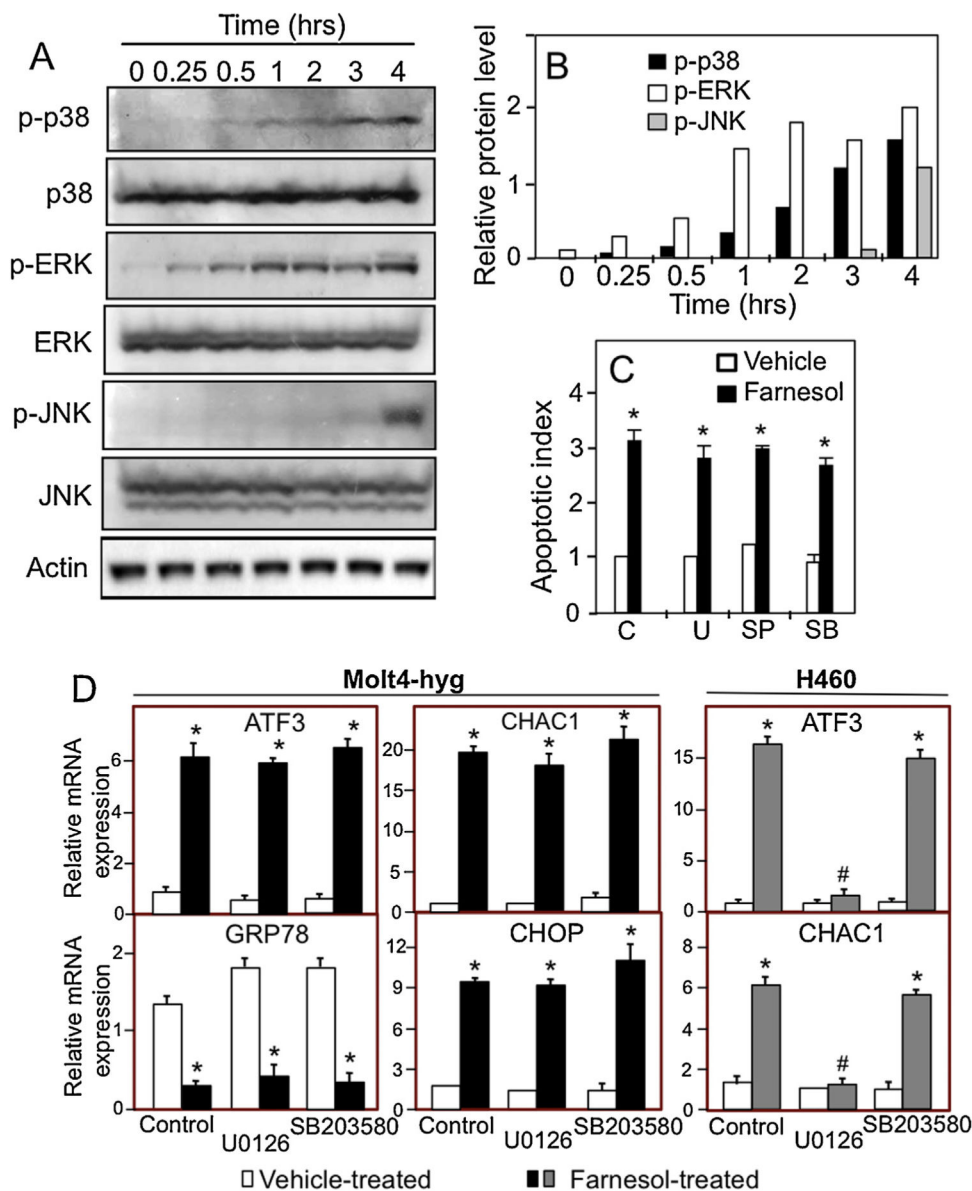 A
Time (hrs)
0 0.25 0.5 1 2 3 4
p-p38
p38
p-ERK
ERK
p-JNK
JNK
Actin
B
p-p38
p-ERK
p-JNK
Relative protein level
2
1
0
0 0.25 0.5 1 2 3 4
Time (hrs)
C
Vehicle
Farnesol
Apoptotic index
4
3
2
1
0
* * * *
C U SP SB
D
Molt4-hyg
H460
ATF3
Relative mRNA
expression
6
4
2
0
* * *
CHAC1
20
15
10
5
0
* * *
ATF3
15
10
5
0
* # *
GRP78
Relative mRNA
expression
2
1
0
* * *
CHOP
12
9
6
3
0
* * *
CHAC1
8
6
4
2
0
* # *
Control U0126 SB203580
Control U0126 SB203580
Control U0126 SB203580
Vehicle-treated
Farnesol-treated